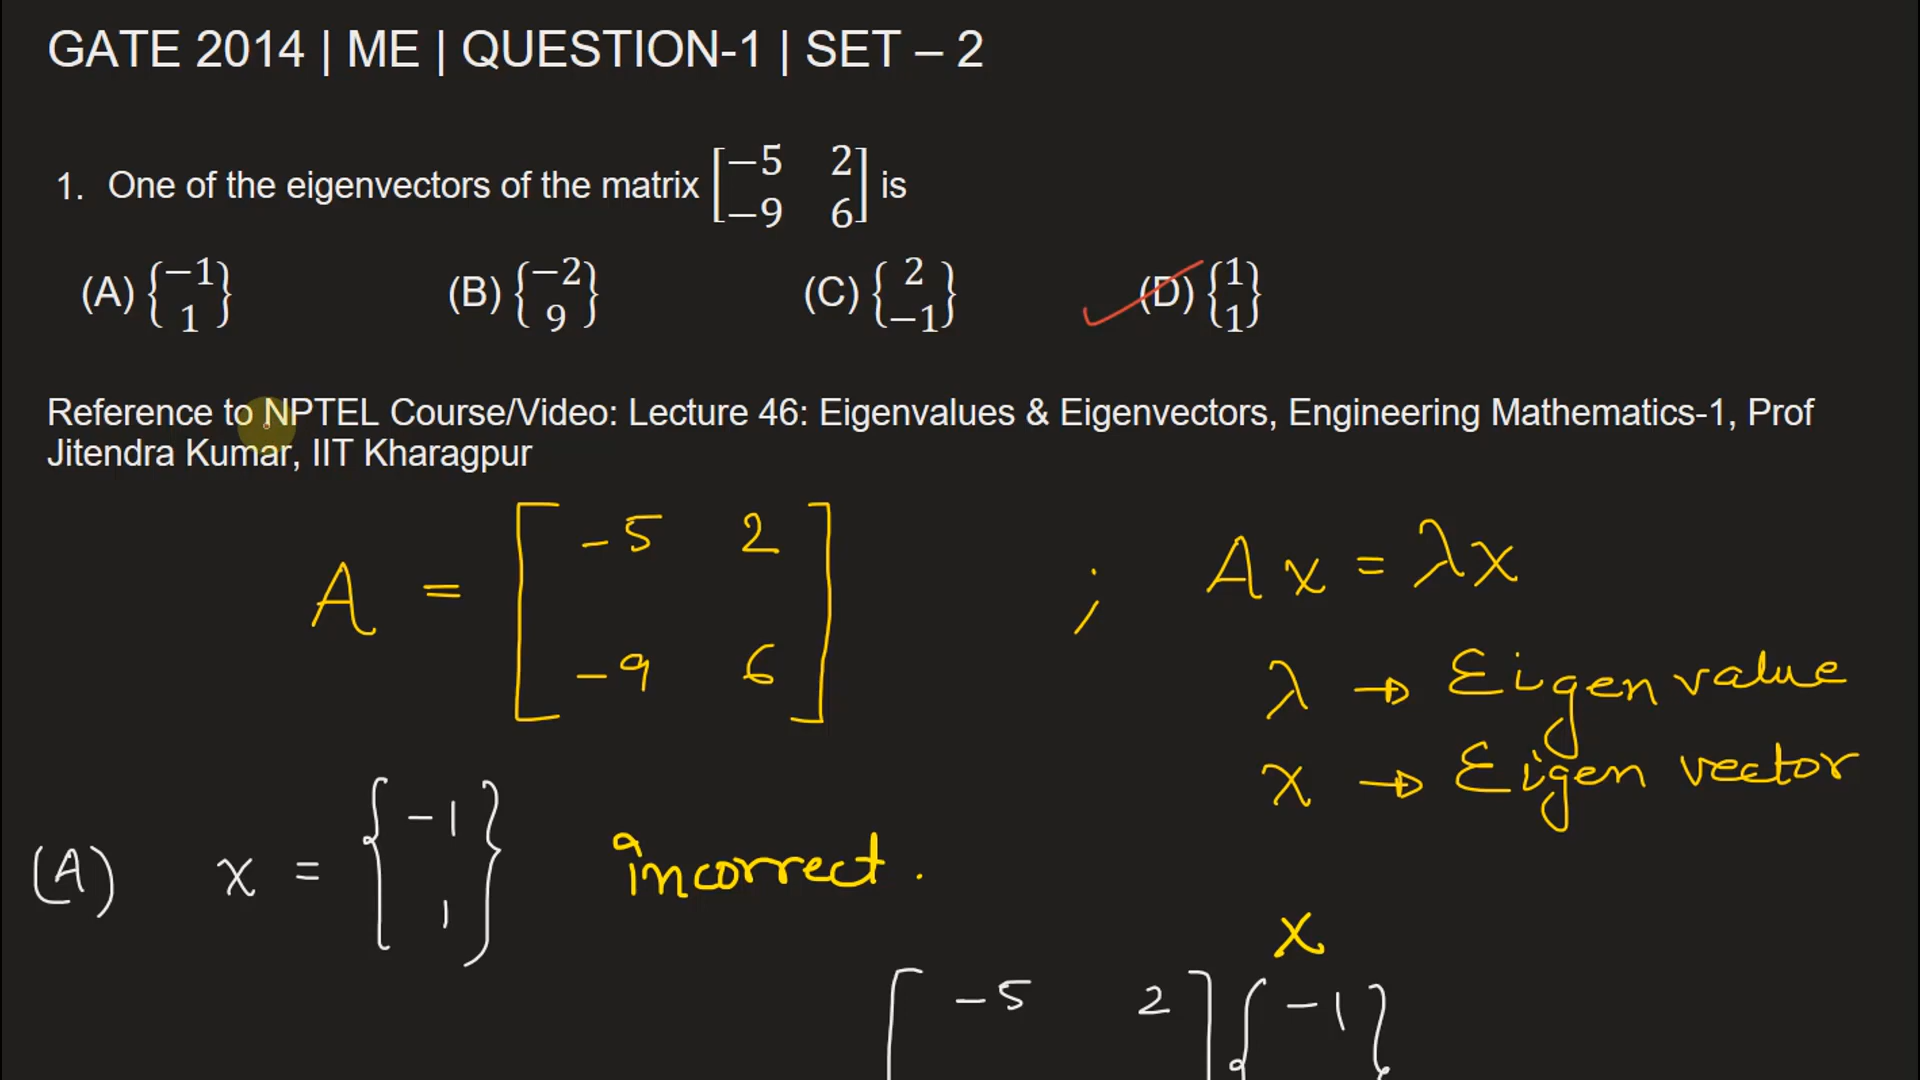 GATE 2014 | ME | QUESTION-1 | SET – 2
1. One of the eigenvectors of the matrix [−5 2; −9 6] is
(A) {−1 1} (B) {−2 9} (C) {2 −1} (D) {1 1}
Reference to NPTEL Course/Video: Lecture 46: Eigenvalues & Eigenvectors, Engineering Mathematics-1, Prof
Jitendra Kumar, IIT Kharagpur
A = [-5 2; -9 6] ; Ax = λx
λ → Eigen value
x → Eigen vector
(A) x = {-1 1} incorrect.
x
[-5 2] {-1}